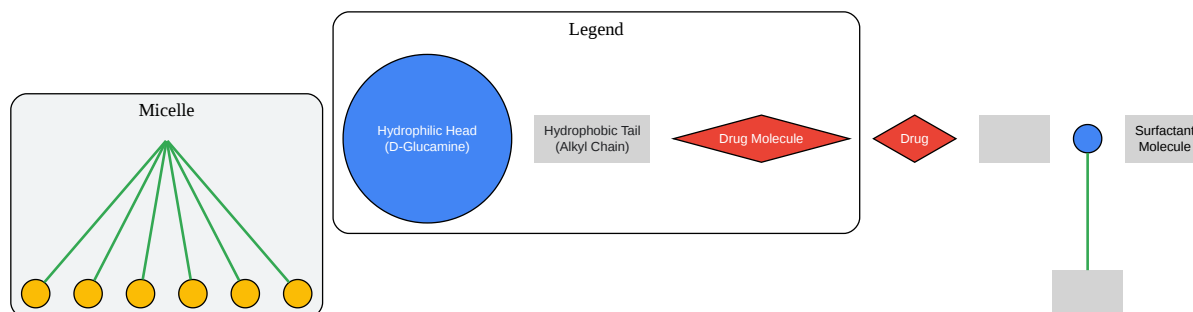 Legend
Micelle
Hydrophilic Head
(D-Glucamine)
Hydrophobic Tail
(Alkyl Chain)
Drug Molecule
Drug
Surfactant
Molecule